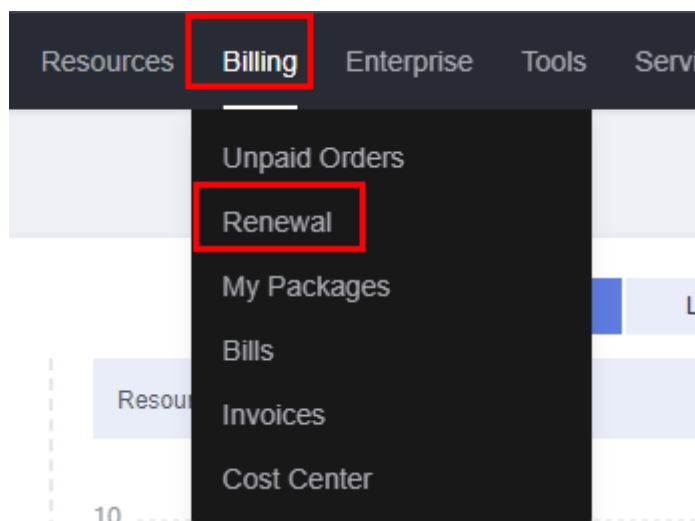 Resources Billing Enterprise Tools
Unpaid Orders
Renewal
My Packages
Bills
Invoices
Cost Center
10